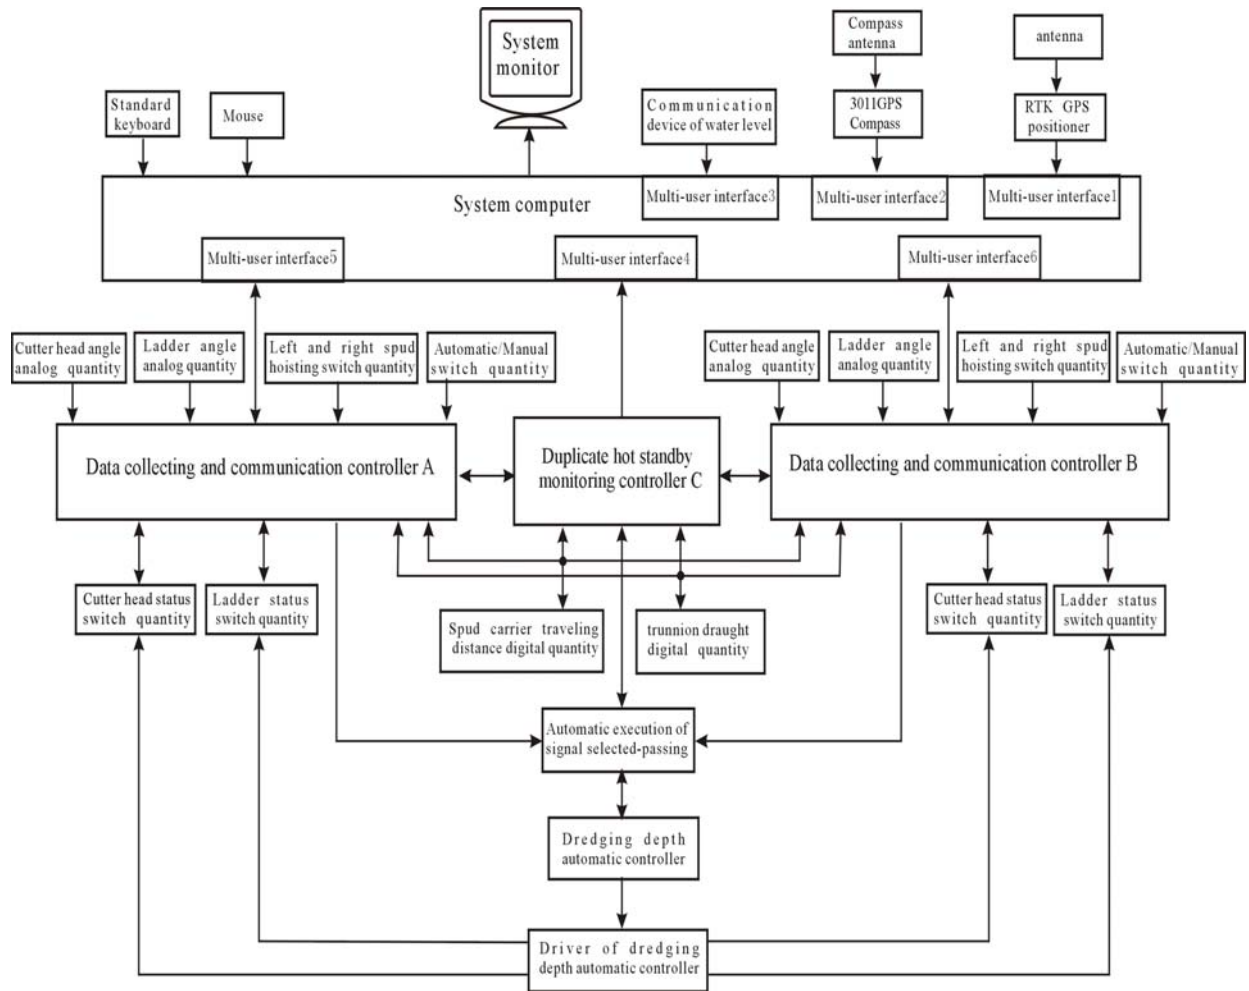 Compass
antenna
antenna
System
monitor
Standard
keyboard
Mouse
Communication
device of water level
3011GPS
Compass
RTK GPS
positioner
Multi-user interface3
Multi-user interface2
Multi-user interface1
System computer
Multi-user interface5
Multi-user interface4
Multi-user interface6
Cutter head angle
analog quantity
Ladder angle
analog quantity
Left and right spud
hoisting switch quantity
Automatic/Manual
switch quantity
Cutter head angle
analog quantity
Ladder angle
analog quantity
Left and right spud
hoisting switch quantity
Automatic/Manual
switch quantity
Data collecting and communication controller A
Duplicate hot standby
monitoring controller C
Data collecting and communication controller B
Cutter head status
switch quantity
Ladder status
switch quantity
Spud carrier traveling
distance digital quantity
trunnion draught
digital quantity
Cutter head status
switch quantity
Ladder status
switch quantity
Automatic execution of
signal selected-passing
Dredging depth
automatic controller
Driver of dredging
depth automatic controller